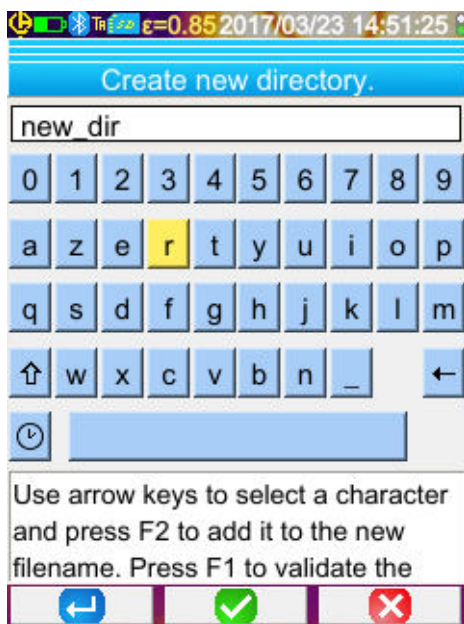 ε=0.85 2017/03/23 14:51:25
Create new directory.
new_dir
0 1 2 3 4 5 6 7 8 9
a z e r t y u i o p
q s d f g h j k l m
w x c v b n _
Use arrow keys to select a character
and press F2 to add it to the new
filename. Press F1 to validate the